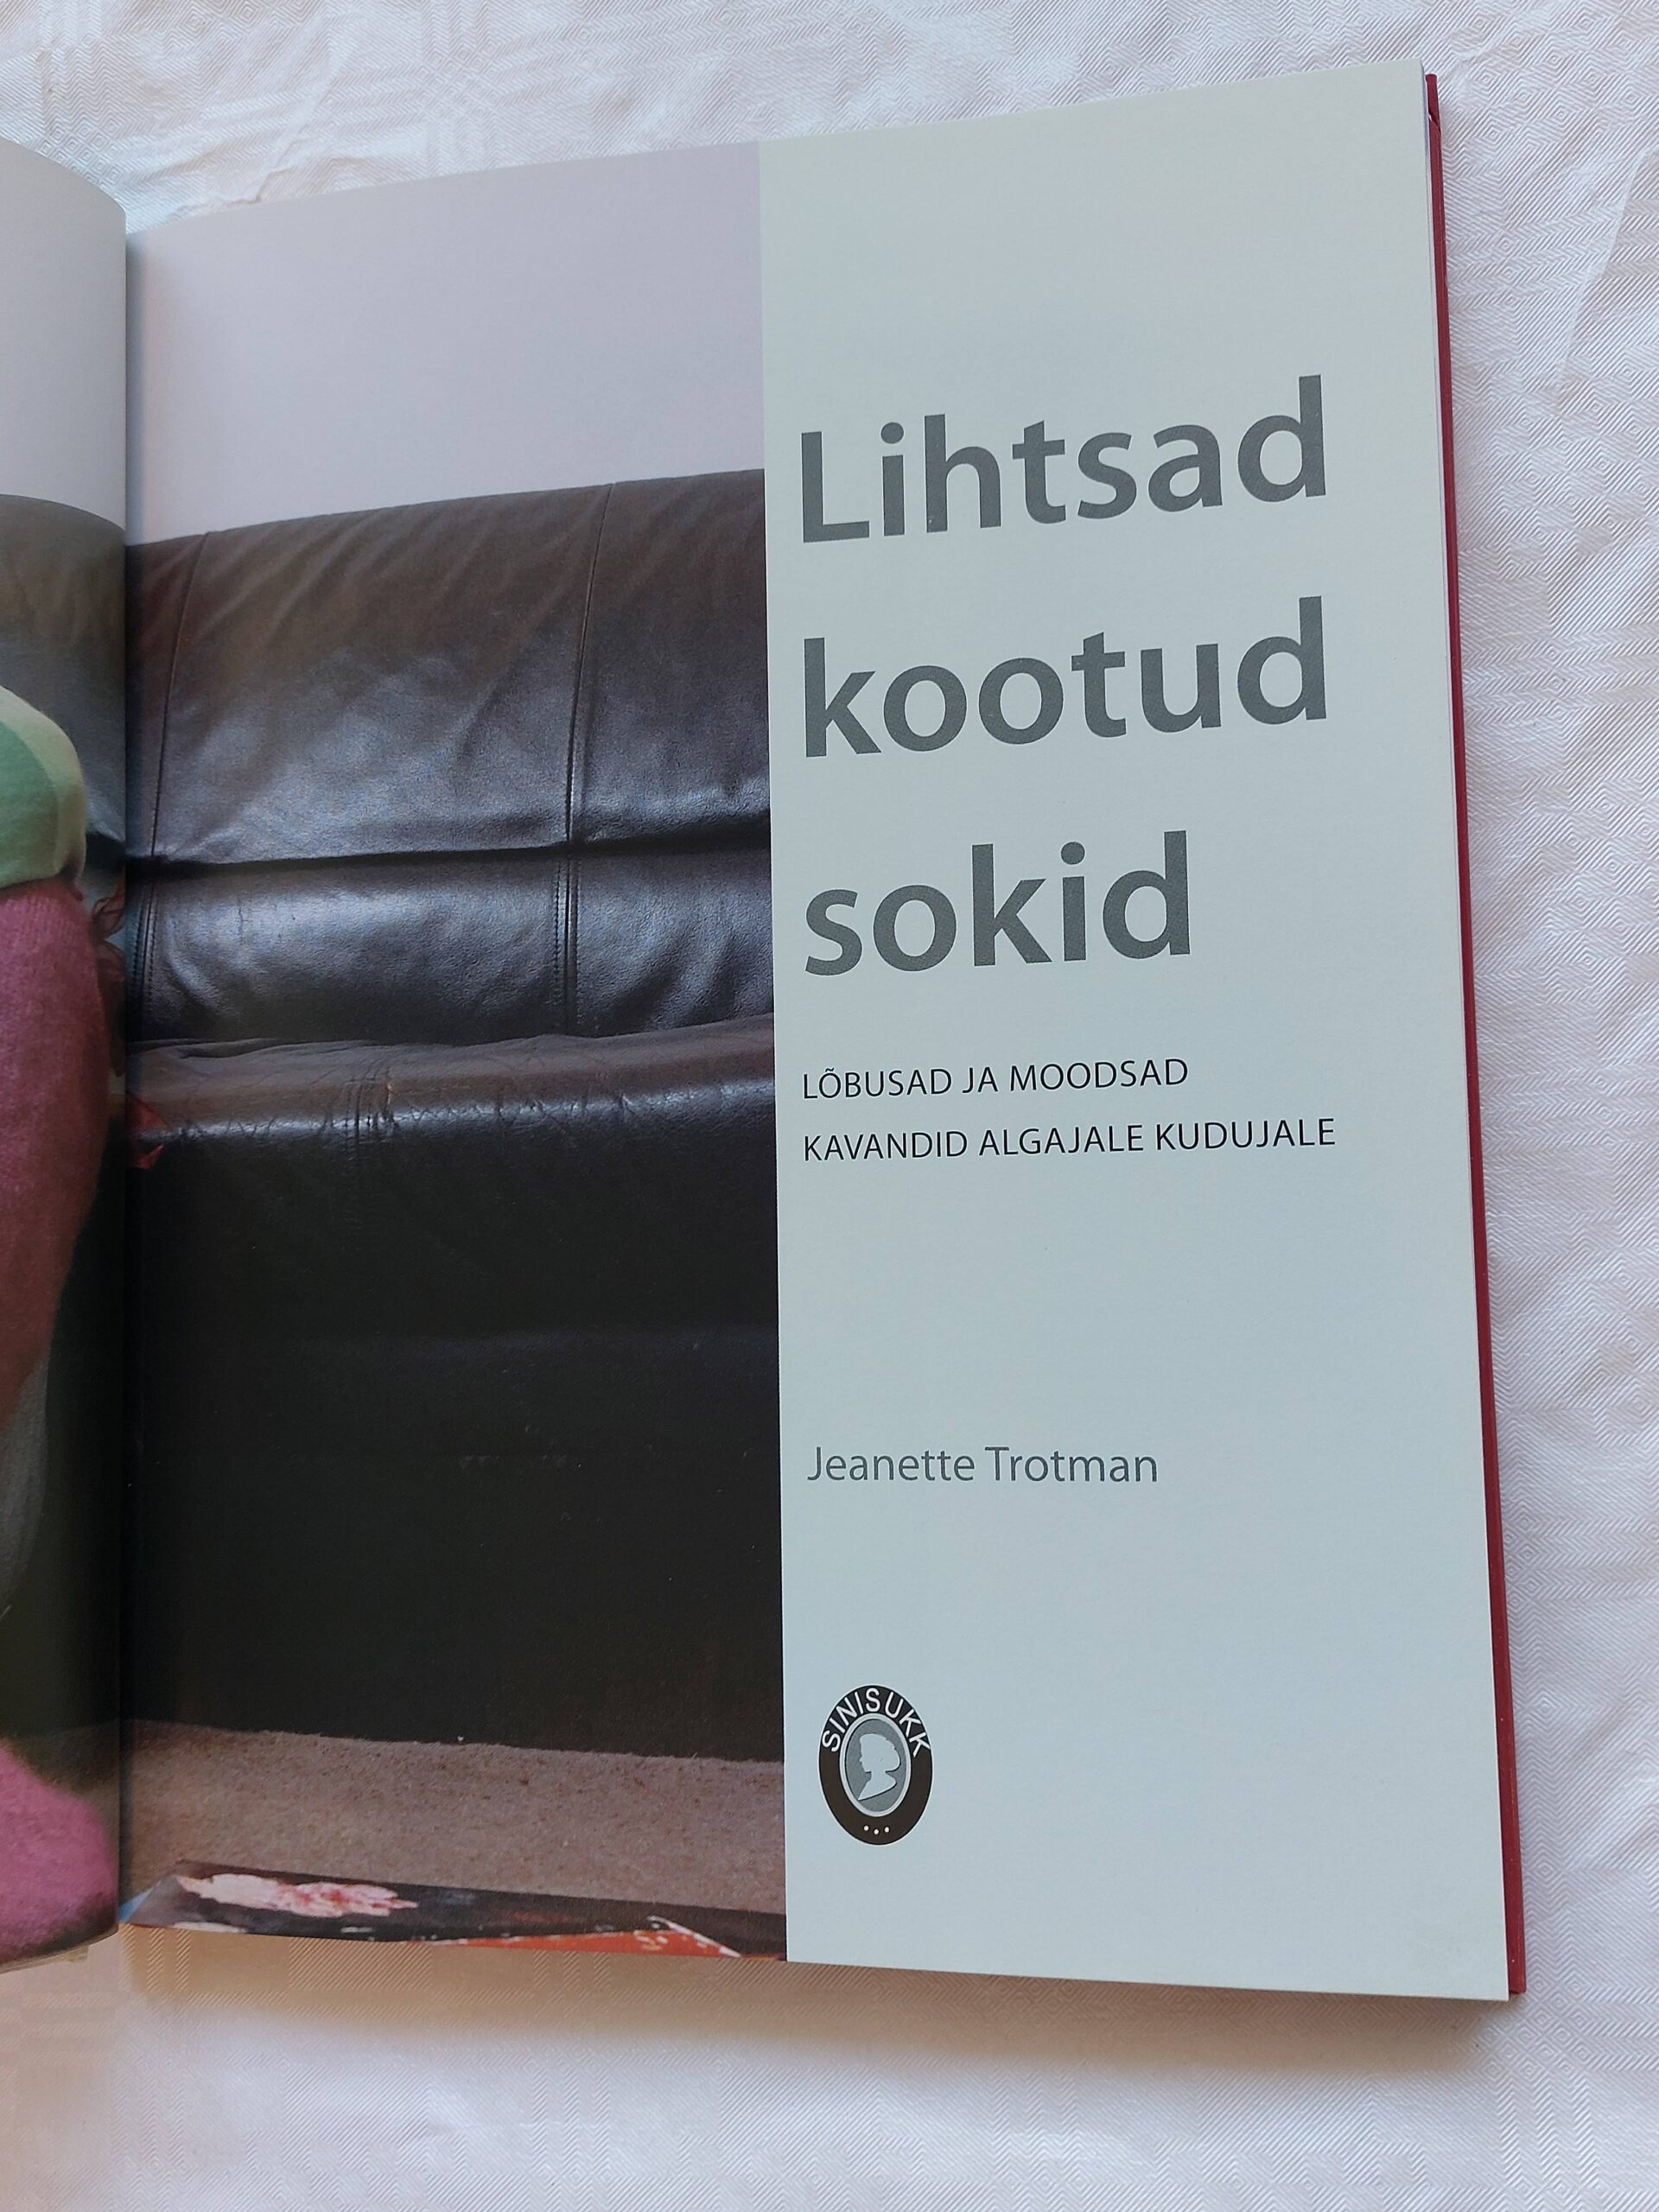 Lihtsad
kootud
sokid
LÕBUSAD JA MOODSAD
KAVANDID ALGAJALE KUDUJALE
Jeanette Trotman
SINISUKK